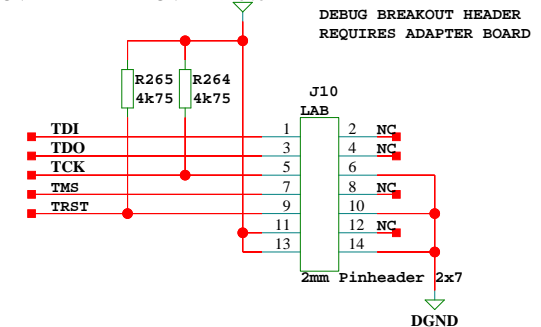 DEBUG BREAKOUT HEADER
REQUIRES ADAPTER BOARD
R265 R264
4k75 4k75
J10
LAB
TDI 1 2 NC
TDO 3 4 NC
TCK 5 6
TMS 7 8 NC
TRST 9 10
11 12 NC
13 14
2mm Pinheader 2x7
DGND